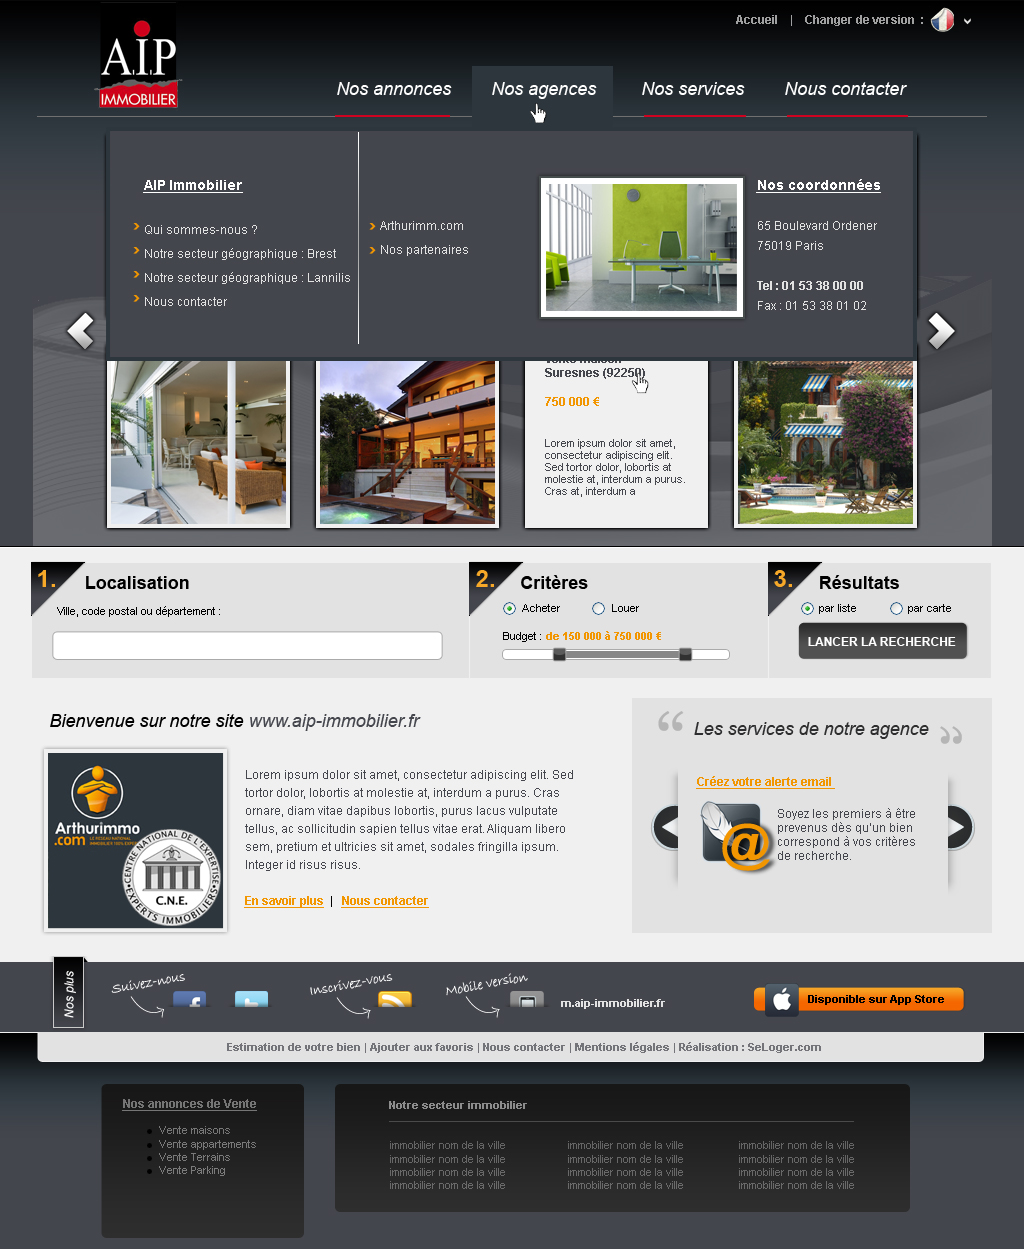 Accueil | Changer de version :
A.I.P
IMMOBILIER
Nos annonces
Nos agences
Nos services
Nous contacter
AIP Immobilier
Qui sommes-nous ?
Notre secteur géographique : Brest
Notre secteur géographique : Lannilis
Nous contacter
Arthurimm.com
Nos partenaires
Nos coordonnées
65 Boulevard Ordener
75019 Paris
Tel : 01 53 38 00 00
Fax : 01 53 38 01 02
Vente maison
Suresnes (92250)
750 000 €
Lorem ipsum dolor sit amet,
consectetur adipiscing elit.
Sed tortor dolor, lobortis at
molestie at, interdum a purus.
Cras at, interdum a
1. Localisation
Ville, code postal ou département :
2. Critères
Acheter
Louer
Budget : de 150 000 à 750 000 €
3. Résultats
par liste
par carte
LANCER LA RECHERCHE
Bienvenue sur notre site www.aip-immobilier.fr
Arthurimmo
.com
CENTRE NATIONAL DE L'EXPERTISE
C.N.E.
EXPERTS IMMOBILIERS
Lorem ipsum dolor sit amet, consectetur adipiscing elit. Sed
tortor dolor, lobortis at molestie at, interdum a purus. Cras
ornare, diam vitae dapibus lobortis, purus lacus vulputate
tellus, ac sollicitudin sapien tellus vitae erat. Aliquam libero
sem, pretium et ultricies sit amet, sodales fringilla ipsum.
Integer id risus risus.
En savoir plus | Nous contacter
“ Les services de notre agence ”
Créez votre alerte email
@
Soyez les premiers à être
prevenus dès qu'un bien
correspond à vos critères
de recherche.
Nos plus
Suivez-nous
f
Inscrivez-vous
Mobile version
m.aip-immobilier.fr
Disponible sur App Store
Estimation de votre bien | Ajouter aux favoris | Nous contacter | Mentions légales | Réalisation : SeLoger.com
Nos annonces de Vente
Vente maisons
Vente appartements
Vente Terrains
Vente Parking
Notre secteur immobilier
immobilier nom de la ville
immobilier nom de la ville
immobilier nom de la ville
immobilier nom de la ville
immobilier nom de la ville
immobilier nom de la ville
immobilier nom de la ville
immobilier nom de la ville
immobilier nom de la ville
immobilier nom de la ville
immobilier nom de la ville
immobilier nom de la ville